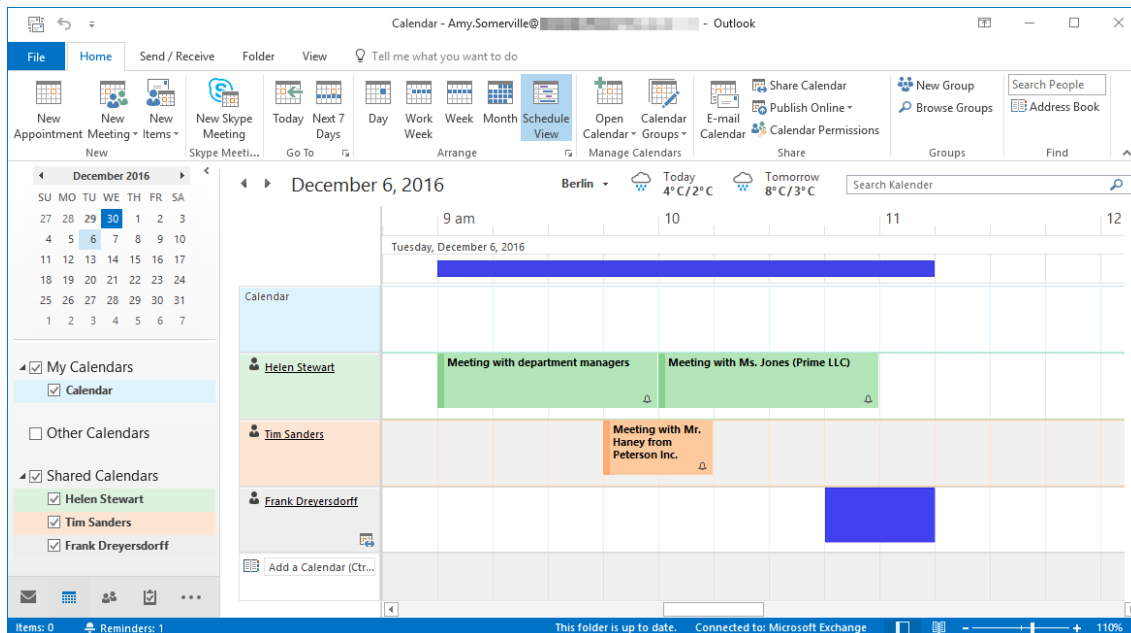 Calendar - Amy.Somerville@ - Outlook
File Home Send / Receive Folder View Tell me what you want to do
New Appointment
New Meeting
New Items
New Skype Meeting
Today
Next 7 Days
Day
Work Week
Week
Month
Schedule View
Open Calendar
Calendar Groups
E-mail Calendar
Share Calendar
Publish Online
Calendar Permissions
New Group
Browse Groups
Search People
Address Book
New Skype Meeti... Go To Arrange Manage Calendars Share Groups Find
December 2016
SU MO TU WE TH FR SA
27 28 29 30 1 2 3
4 5 6 7 8 9 10
11 12 13 14 15 16 17
18 19 20 21 22 23 24
25 26 27 28 29 30 31
1 2 3 4 5 6 7
My Calendars
Calendar
Other Calendars
Shared Calendars
Helen Stewart
Tim Sanders
Frank Dreyersdorff
December 6, 2016
Berlin
Today
4°C/2°C
Tomorrow
8°C/3°C
Search Kalender
9 am 10 11 12
Tuesday, December 6, 2016
Calendar
Helen Stewart
Meeting with department managers
Meeting with Ms. Jones (Prime LLC)
Tim Sanders
Meeting with Mr.
Haney from
Peterson Inc.
Frank Dreyersdorff
Add a Calendar (Ctr...
Items: 0 Reminders: 1 This folder is up to date. Connected to: Microsoft Exchange 110%